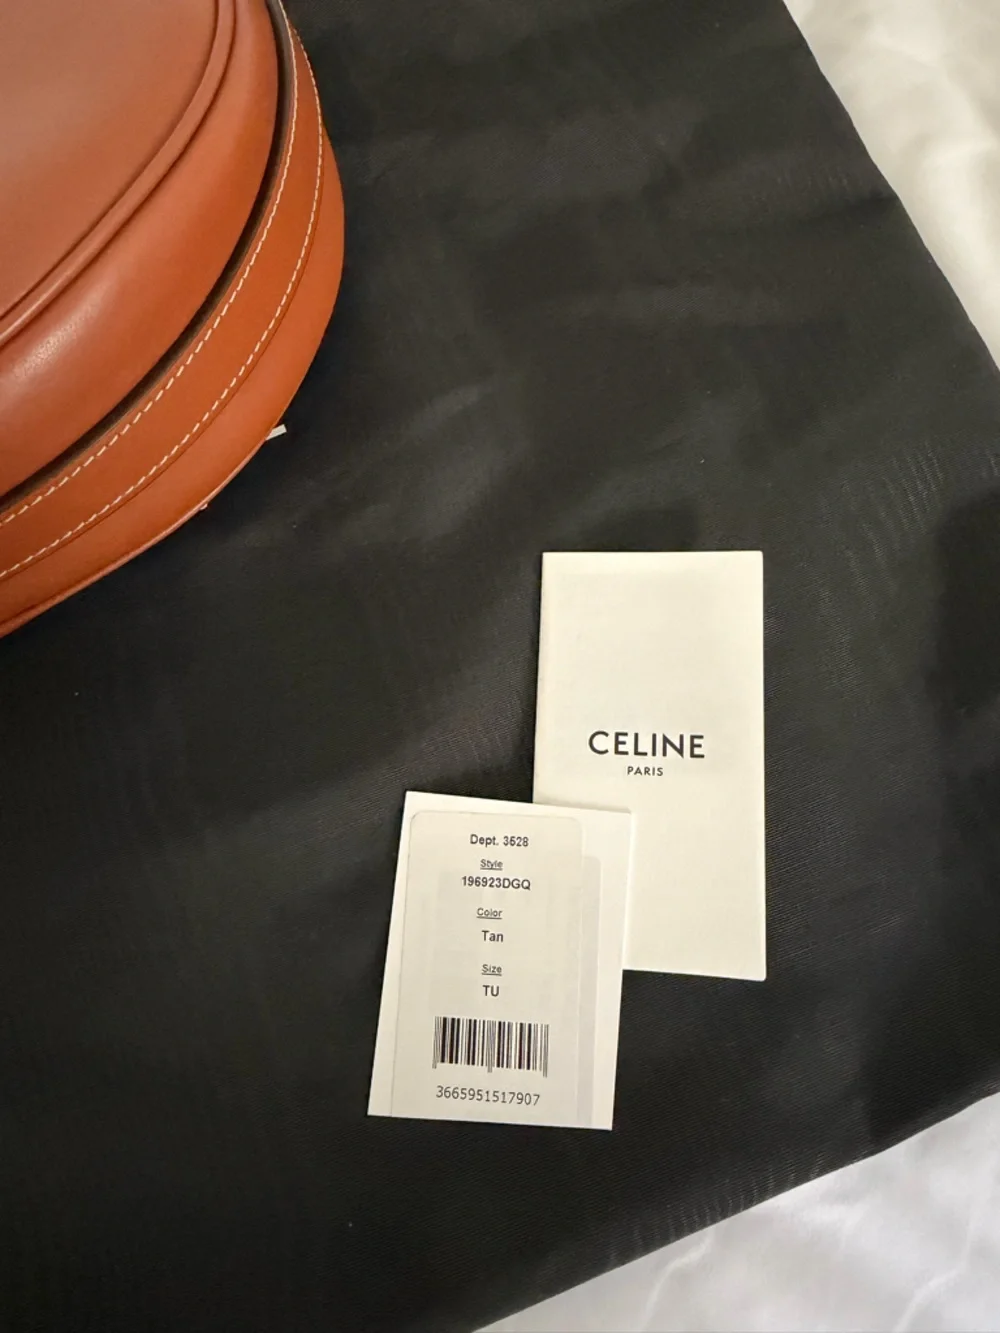 CELINE
PARIS
Dept. 3528
Style
196923DGQ
Color
Tan
Size
TU
3665951517907